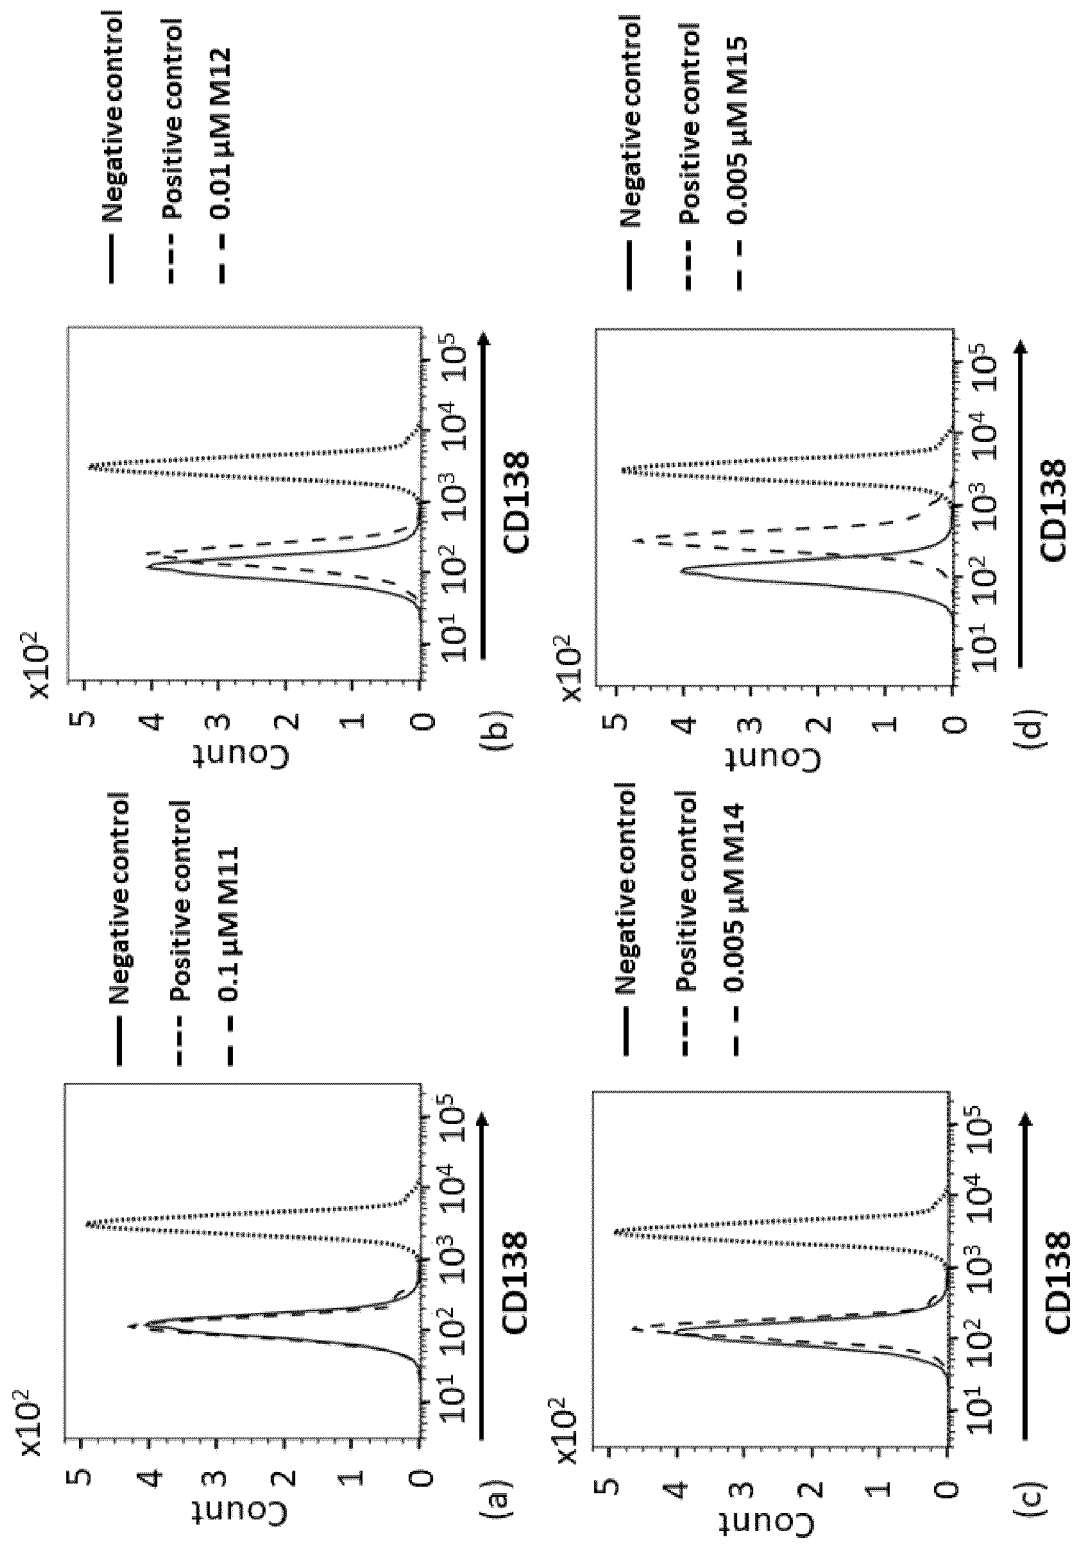 x10²
5
4
3
2
1
0
Count
10¹ 10² 10³ 10⁴ 10⁵
CD138
(a)
Negative control
Positive control
0.1 µM M11
x10²
5
4
3
2
1
0
Count
10¹ 10² 10³ 10⁴ 10⁵
CD138
(b)
Negative control
Positive control
0.01 µM M12
x10²
5
4
3
2
1
0
Count
10¹ 10² 10³ 10⁴ 10⁵
CD138
(c)
Negative control
Positive control
0.005 µM M14
x10²
5
4
3
2
1
0
Count
10¹ 10² 10³ 10⁴ 10⁵
CD138
(d)
Negative control
Positive control
0.005 µM M15